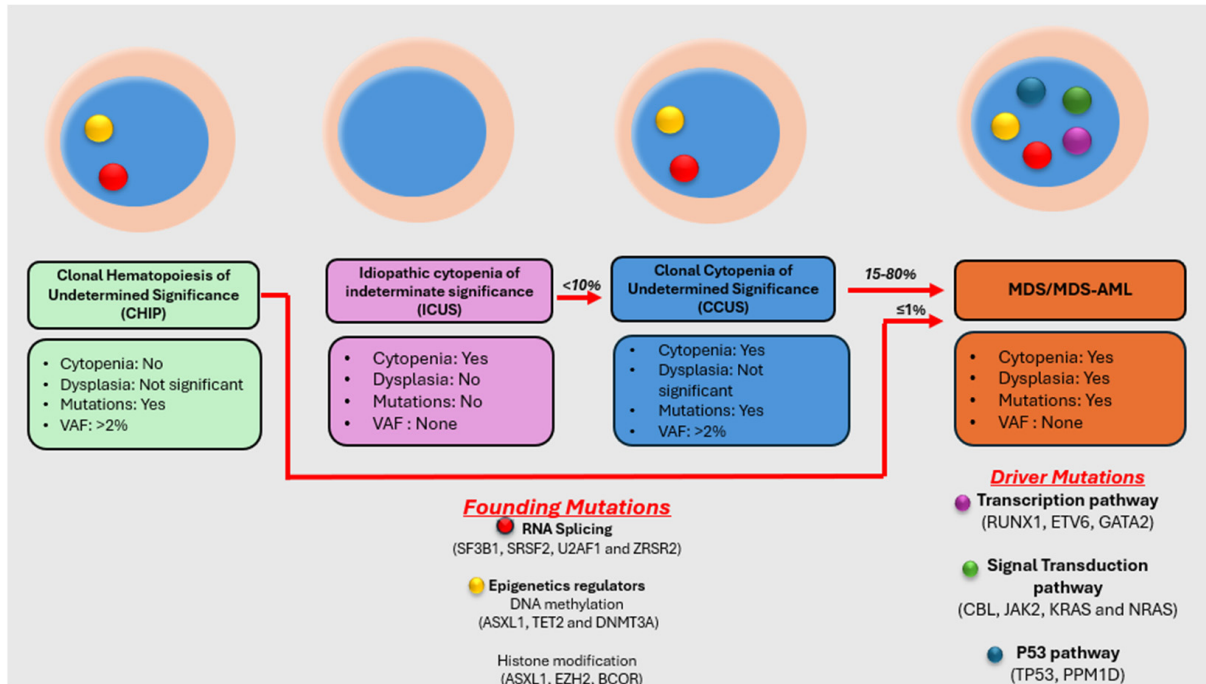 Clonal Hematopoiesis of
Undetermined Significance
(CHIP)
Idiopathic cytopenia of
indeterminate significance
(ICUS)
<10%
Clonal Cytopenia of
Undetermined Significance
(CCUS)
15-80%
≤1%
MDS/MDS-AML
• Cytopenia: No
• Dysplasia: Not significant
• Mutations: Yes
• VAF: >2%
• Cytopenia: Yes
• Dysplasia: No
• Mutations: No
• VAF : None
• Cytopenia: Yes
• Dysplasia: Not
significant
• Mutations: Yes
• VAF: >2%
• Cytopenia: Yes
• Dysplasia: Yes
• Mutations: Yes
• VAF : None
Founding Mutations
RNA Splicing
(SF3B1, SRSF2, U2AF1 and ZRSR2)
Epigenetics regulators
DNA methylation
(ASXL1, TET2 and DNMT3A)
Histone modification
(ASXL1, EZH2, BCOR)
Driver Mutations
Transcription pathway
(RUNX1, ETV6, GATA2)
Signal Transduction
pathway
(CBL, JAK2, KRAS and NRAS)
P53 pathway
(TP53, PPM1D)